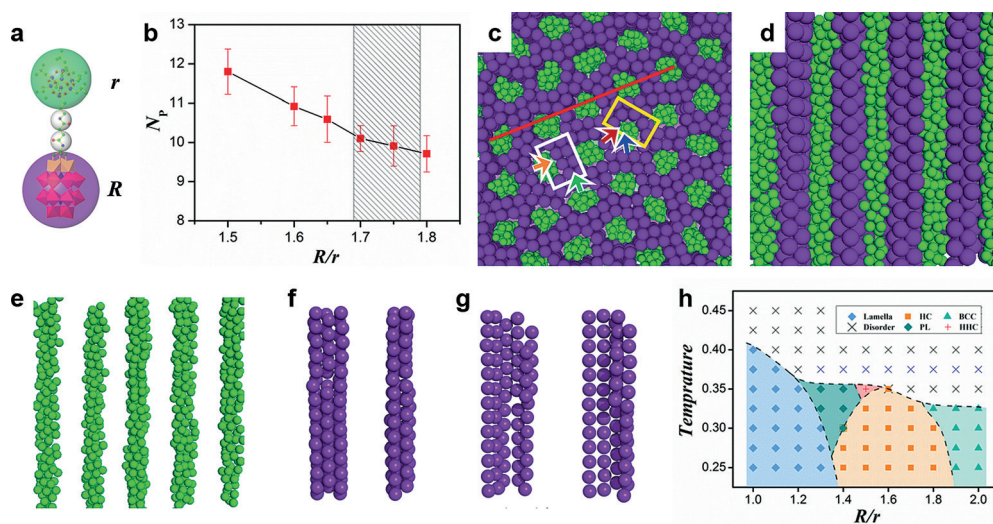 a
r
R
b
N_P
13
12
11
10
9
8
1.5 1.6 1.7 1.8
R/r
c
d
e
f
g
h
Temprature
0.45
0.40
0.35
0.30
0.25
Lamella HC BCC
Disorder PL HHC
1.0 1.2 1.4 1.6 1.8 2.0
R/r